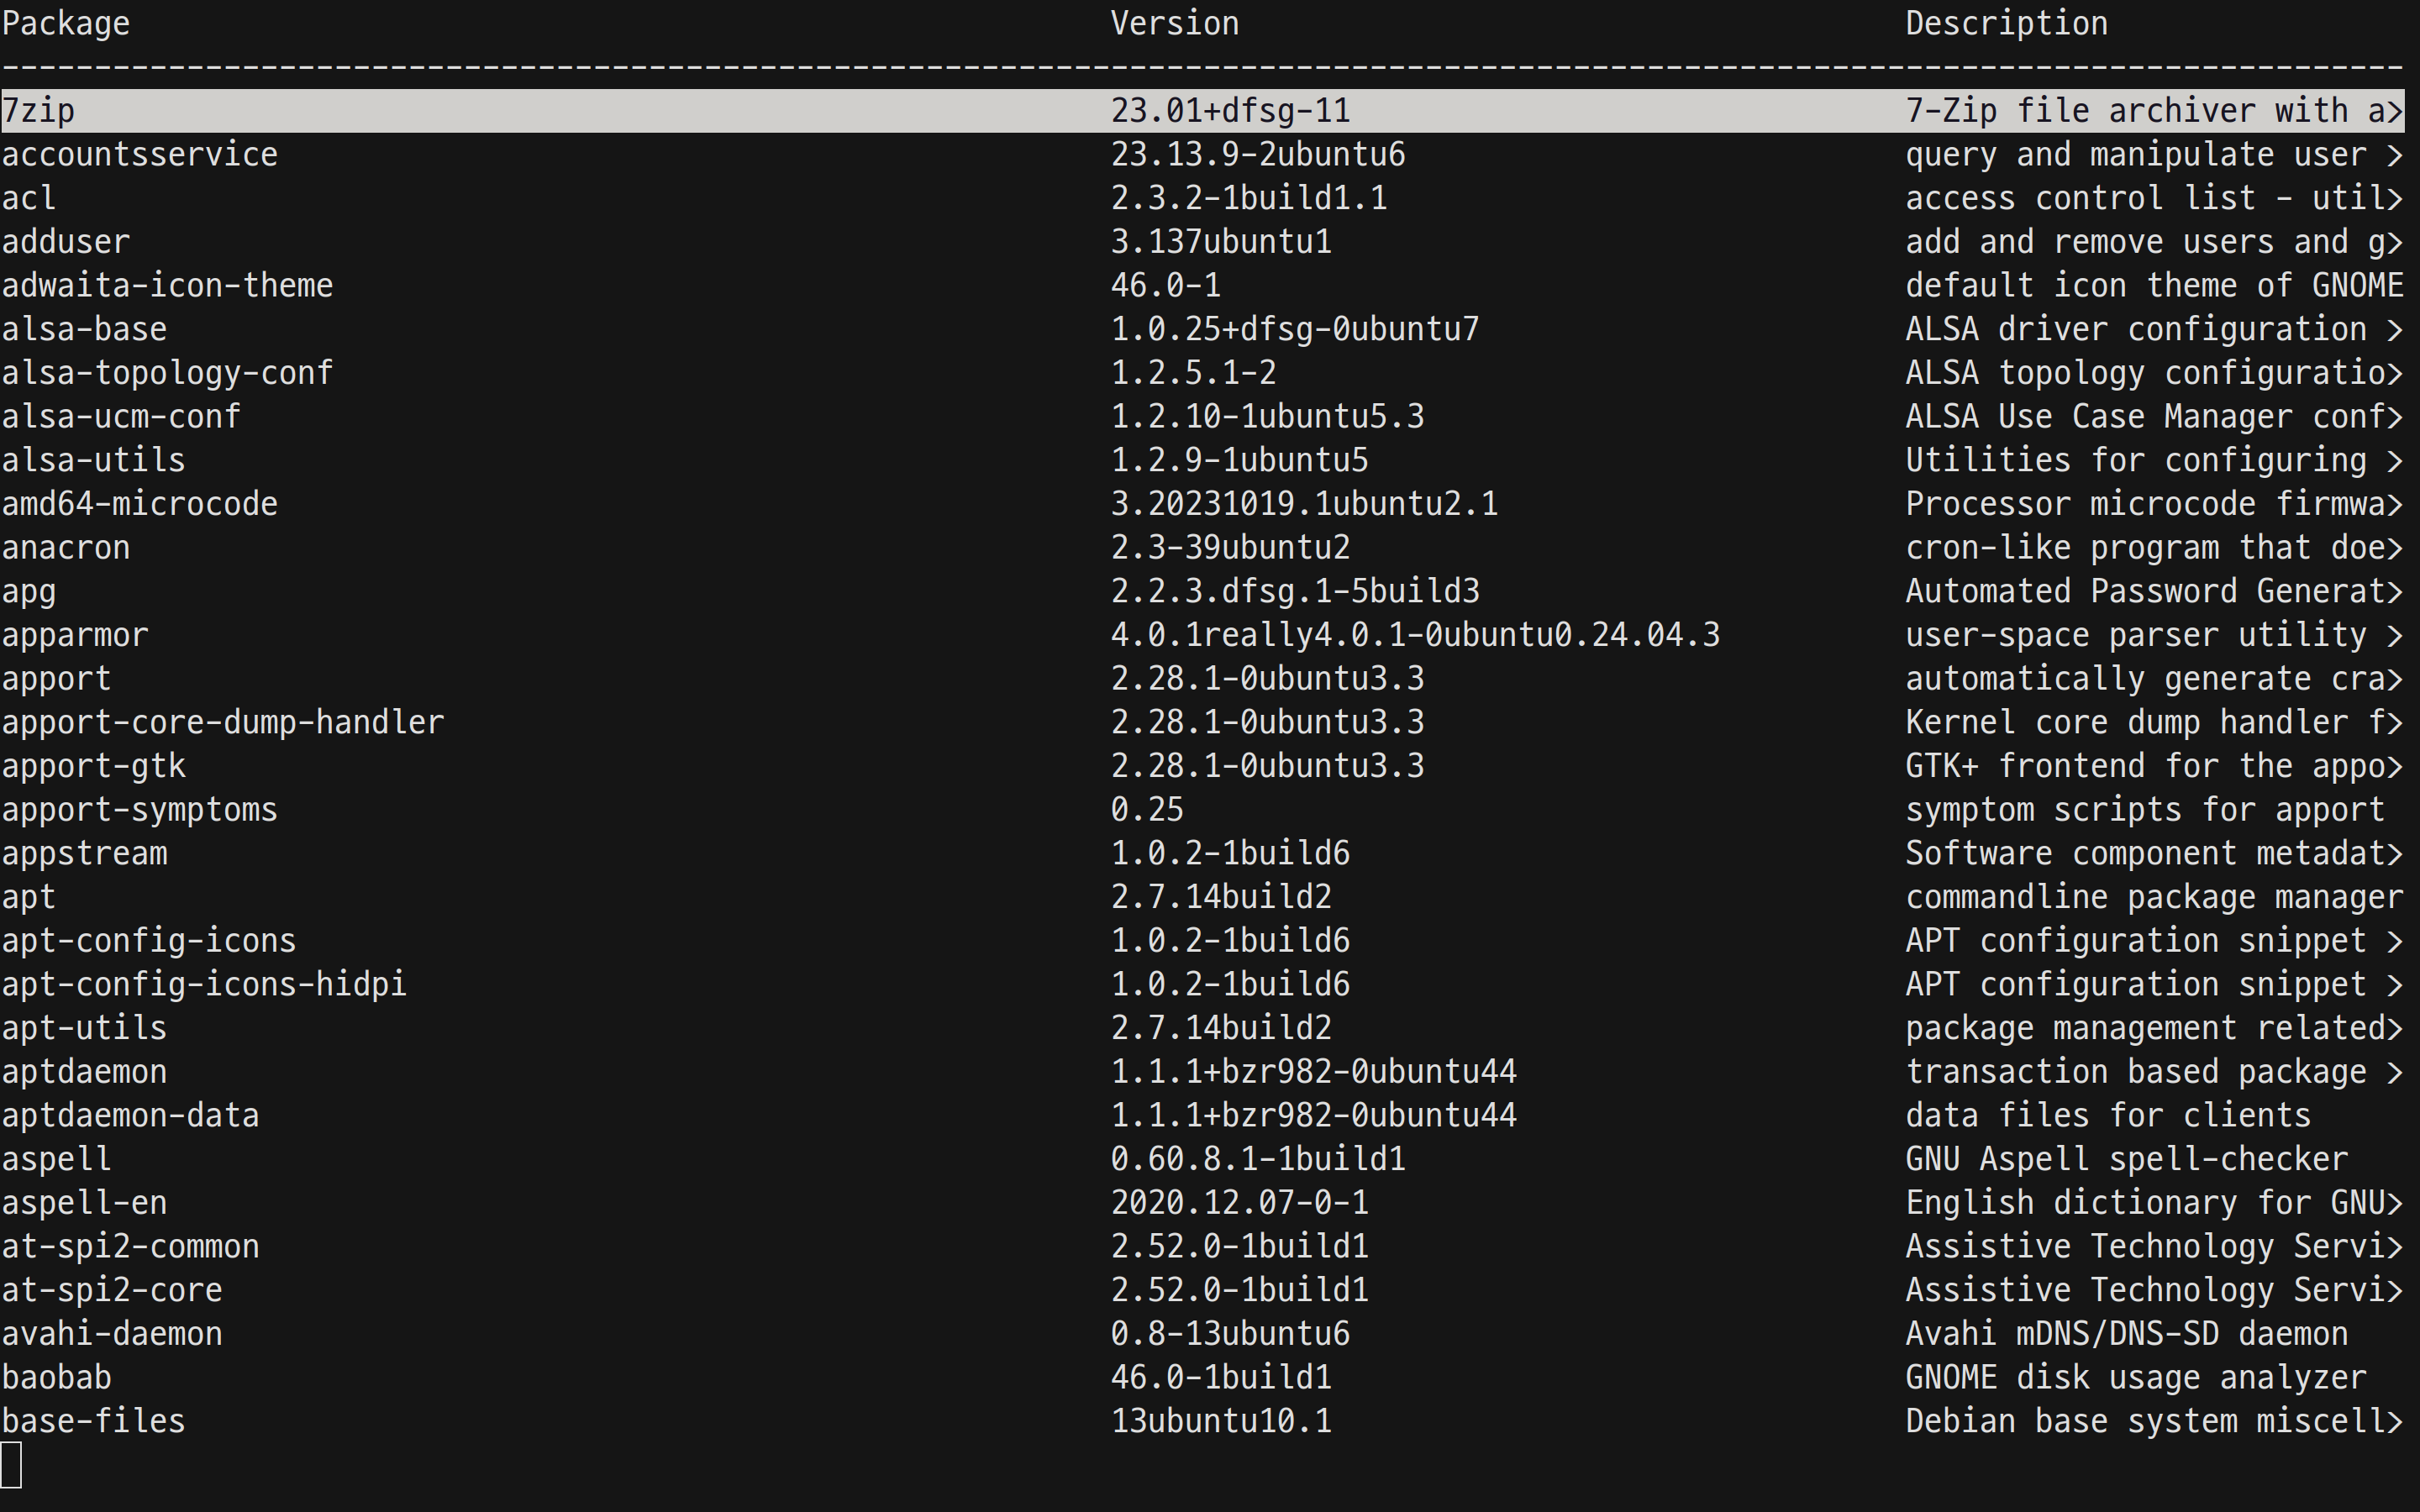 Package Version Description
----------------------------------------------------------------------------------------------------------------------------------
7zip 23.01+dfsg-11 7-Zip file archiver with a>
accountsservice 23.13.9-2ubuntu6 query and manipulate user >
acl 2.3.2-1build1.1 access control list - util>
adduser 3.137ubuntu1 add and remove users and g>
adwaita-icon-theme 46.0-1 default icon theme of GNOME
alsa-base 1.0.25+dfsg-0ubuntu7 ALSA driver configuration >
alsa-topology-conf 1.2.5.1-2 ALSA topology configuratio>
alsa-ucm-conf 1.2.10-1ubuntu5.3 ALSA Use Case Manager conf>
alsa-utils 1.2.9-1ubuntu5 Utilities for configuring >
amd64-microcode 3.20231019.1ubuntu2.1 Processor microcode firmwa>
anacron 2.3-39ubuntu2 cron-like program that doe>
apg 2.2.3.dfsg.1-5build3 Automated Password Generat>
apparmor 4.0.1really4.0.1-0ubuntu0.24.04.3 user-space parser utility >
apport 2.28.1-0ubuntu3.3 automatically generate cra>
apport-core-dump-handler 2.28.1-0ubuntu3.3 Kernel core dump handler f>
apport-gtk 2.28.1-0ubuntu3.3 GTK+ frontend for the appo>
apport-symptoms 0.25 symptom scripts for apport
appstream 1.0.2-1build6 Software component metadat>
apt 2.7.14build2 commandline package manager
apt-config-icons 1.0.2-1build6 APT configuration snippet >
apt-config-icons-hidpi 1.0.2-1build6 APT configuration snippet >
apt-utils 2.7.14build2 package management related>
aptdaemon 1.1.1+bzr982-0ubuntu44 transaction based package >
aptdaemon-data 1.1.1+bzr982-0ubuntu44 data files for clients
aspell 0.60.8.1-1build1 GNU Aspell spell-checker
aspell-en 2020.12.07-0-1 English dictionary for GNU>
at-spi2-common 2.52.0-1build1 Assistive Technology Servi>
at-spi2-core 2.52.0-1build1 Assistive Technology Servi>
avahi-daemon 0.8-13ubuntu6 Avahi mDNS/DNS-SD daemon
baobab 46.0-1build1 GNOME disk usage analyzer
base-files 13ubuntu10.1 Debian base system miscell>